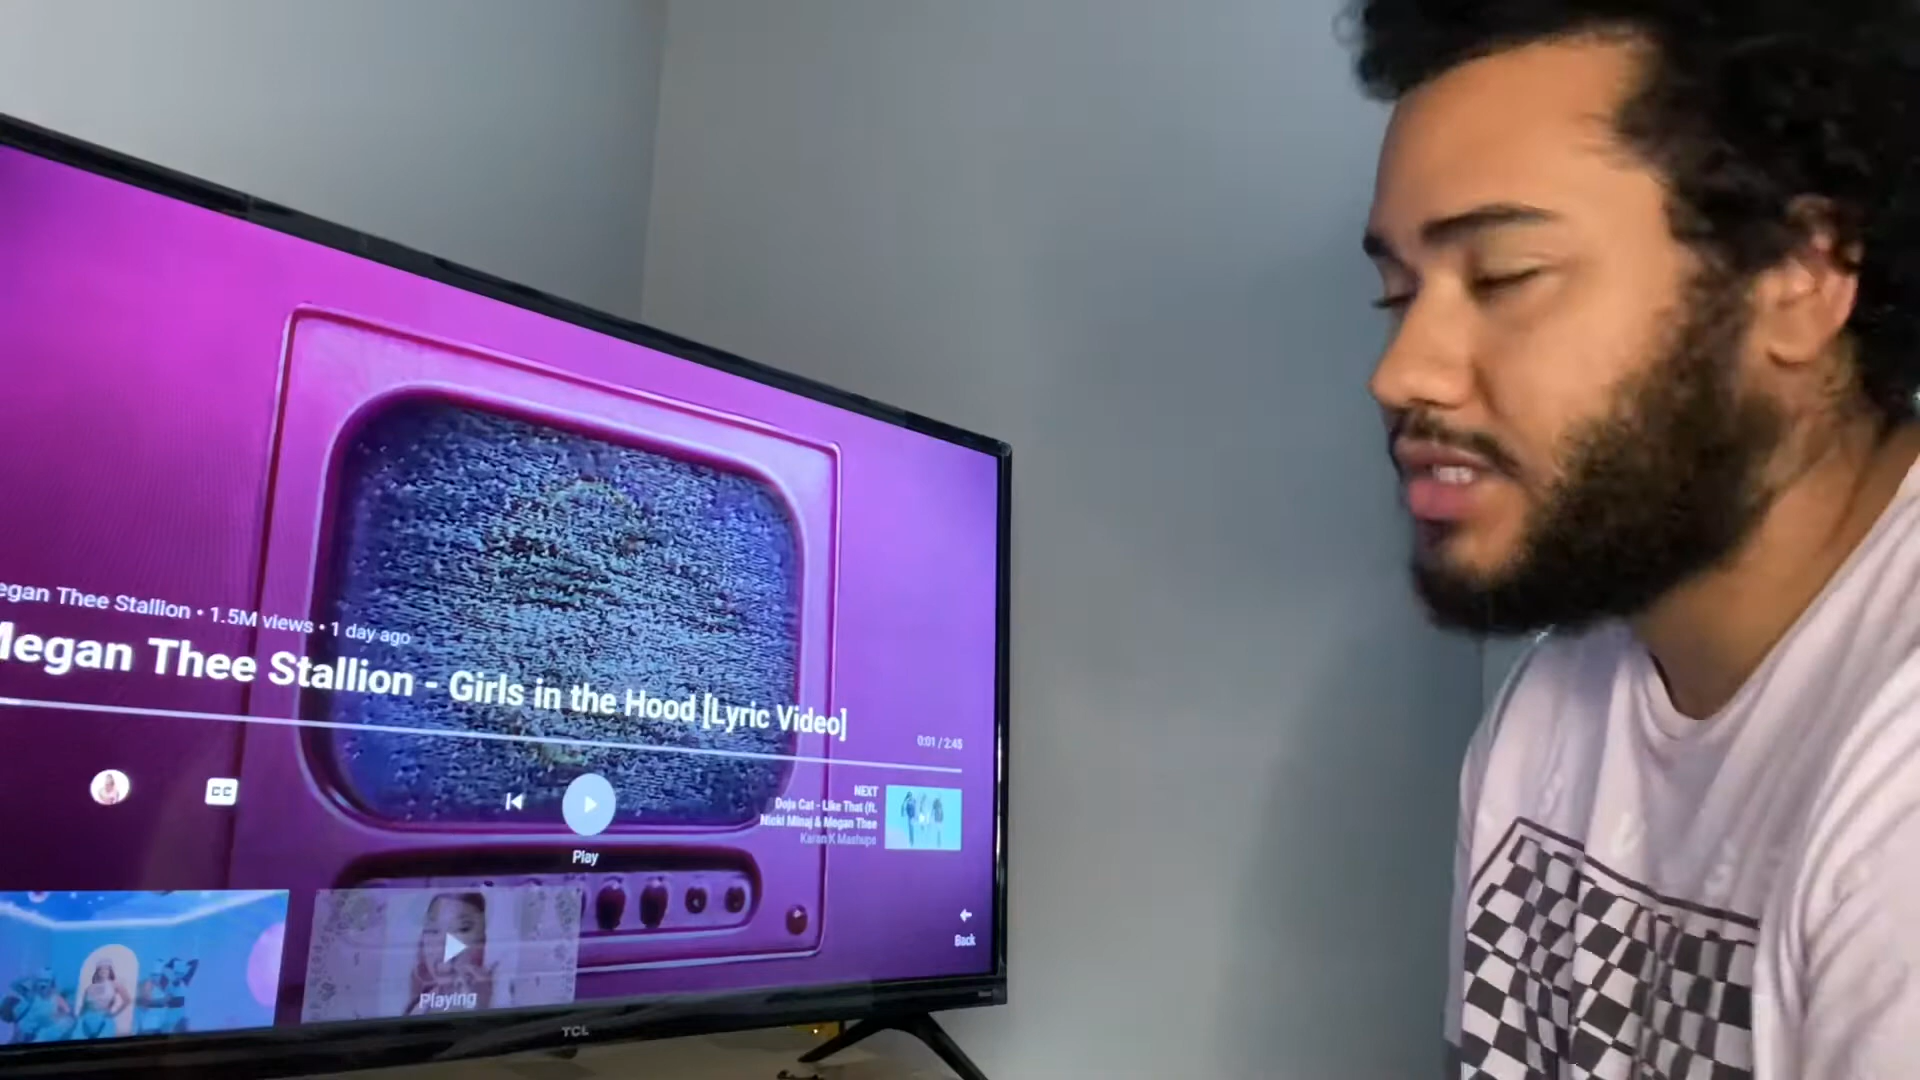 egan Thee Stallion • 1.5M views • 1 day ago
Megan Thee Stallion - Girls in the Hood [Lyric Video]
0:01 / 2:45
CC
NEXT
Doja Cat - Like That (ft.
Nicki Minaj & Megan Thee
Karan K Mashups
Play
Back
Playing
TCL